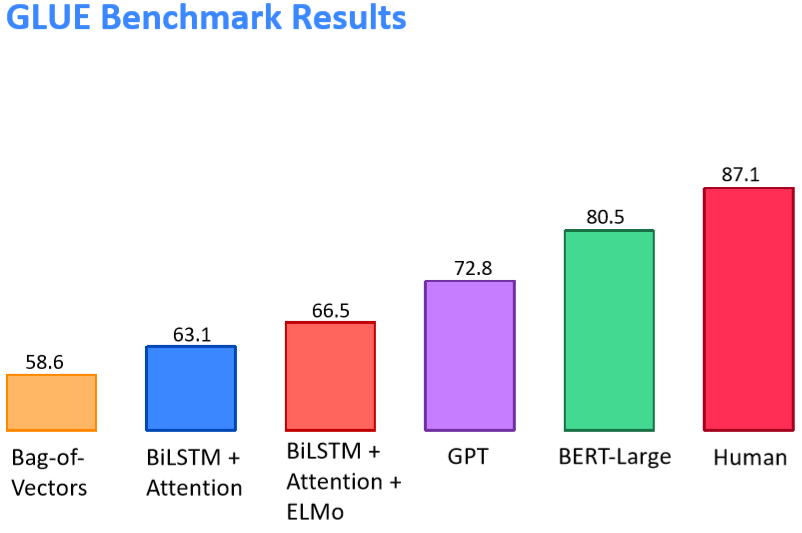 GLUE Benchmark Results
87.1
80.5
72.8
66.5
63.1
58.6
Bag-of-
Vectors
BiLSTM +
Attention
BiLSTM +
Attention +
ELMo
GPT
BERT-Large
Human